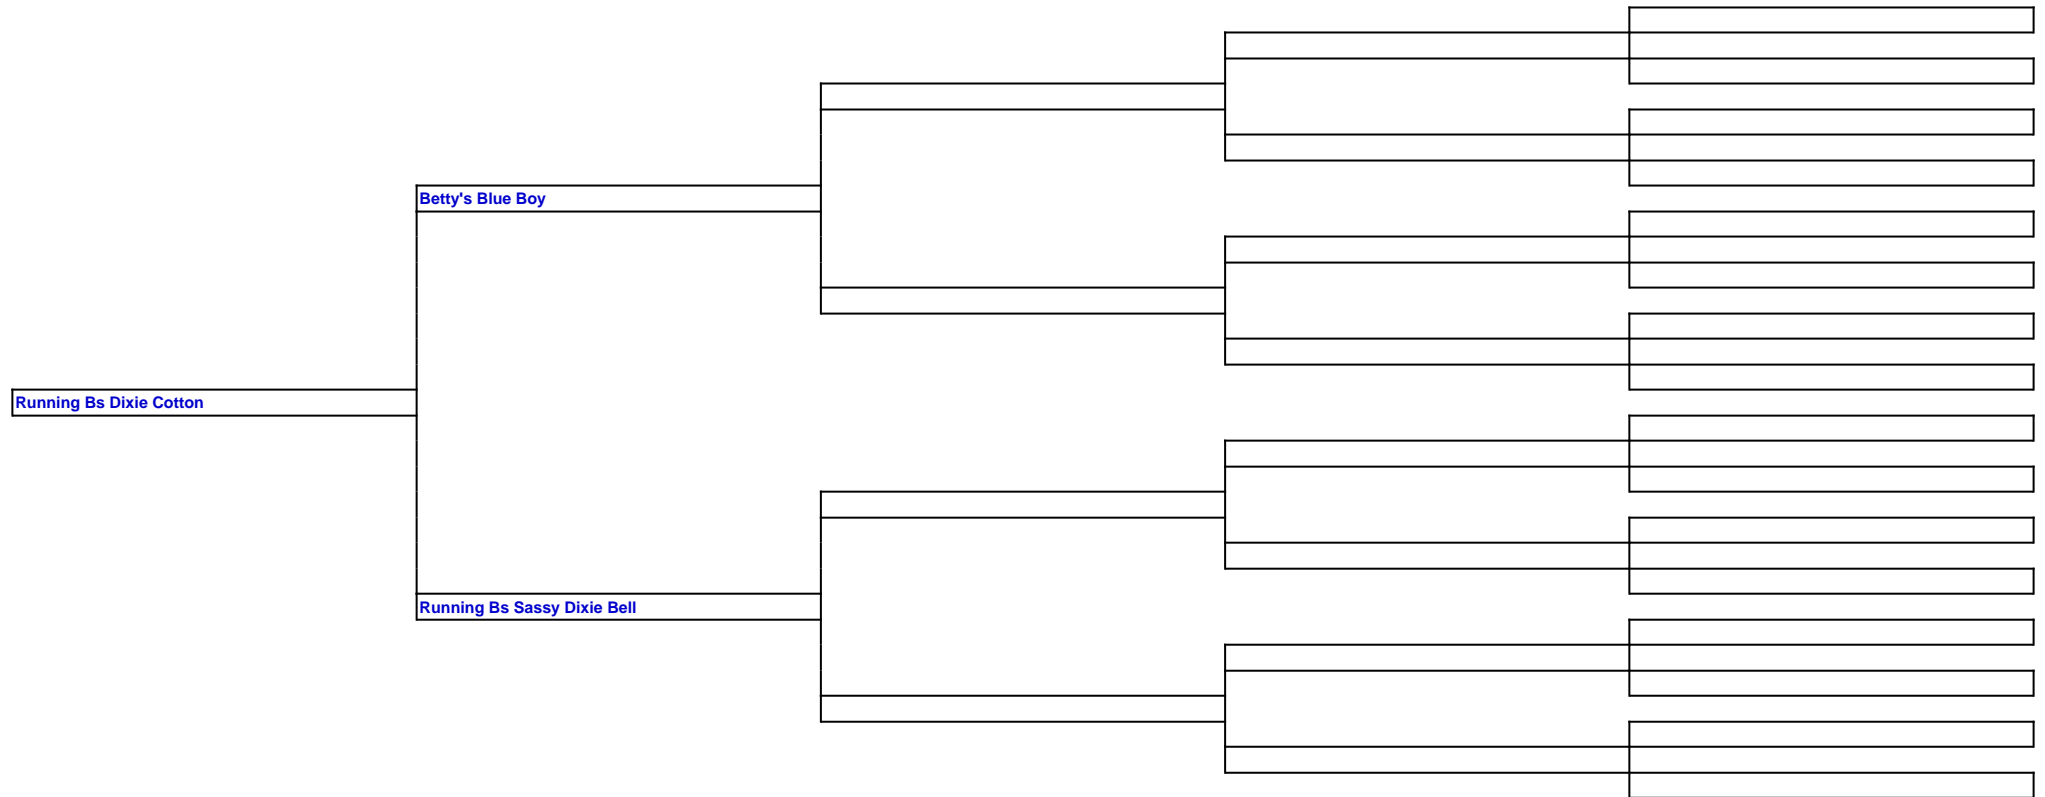 Betty's Blue Boy
Running Bs Dixie Cotton
Running Bs Sassy Dixie Bell